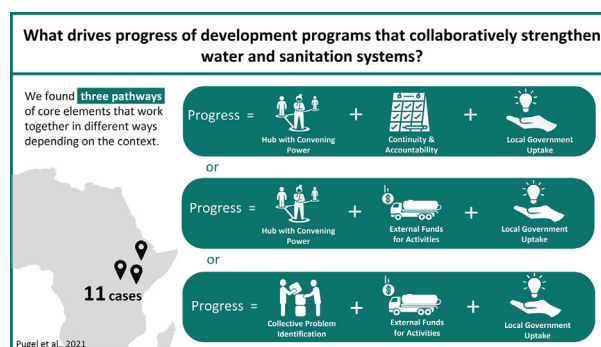 What drives progress of development programs that collaboratively strengthen
water and sanitation systems?
We found three pathways
of core elements that work
together in different ways
depending on the context.
Progress = Hub with Convening Power + Continuity & Accountability + Local Government Uptake
or
Progress = Hub with Convening Power + External Funds for Activities + Local Government Uptake
or
Progress = Collective Problem Identification + External Funds for Activities + Local Government Uptake
11 cases
Pugel et al., 2021